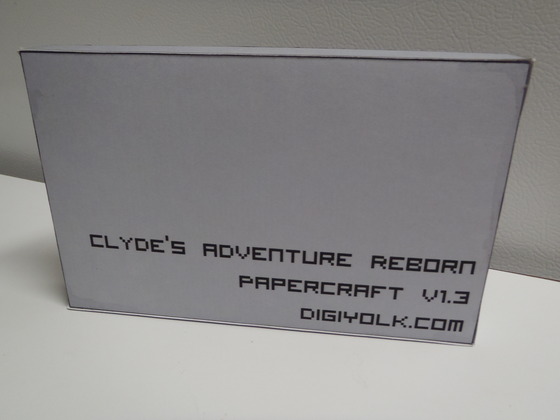 CLYDE'S ADVENTURE REBORN
PAPERCRAFT V1.3
DIGIYOLK.COM